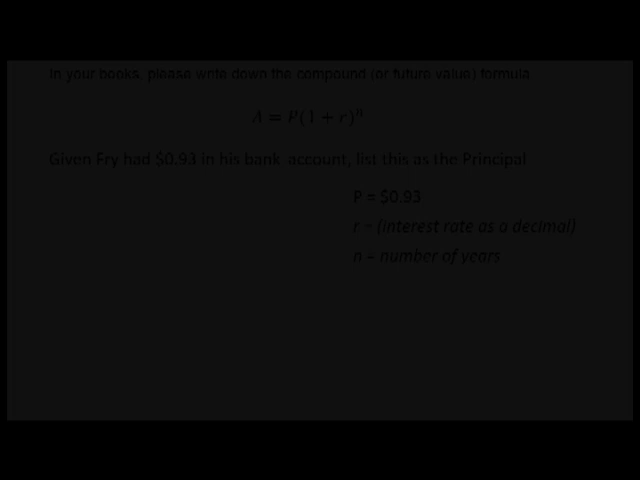 In your books, please write down the compound (or future value) formula
A = P(1 + r)ⁿ
Given Fry had $0.93 in his bank account, list this as the Principal
P = $0.93
r = (interest rate as a decimal)
n = number of years